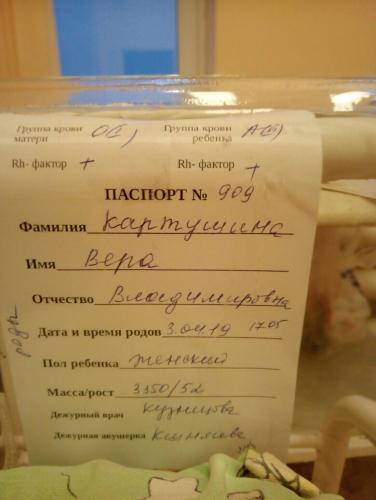 Группа крови матери O(I) Группа крови ребенка A(II)
Rh- фактор + Rh- фактор +
ПАСПОРТ № 909
Фамилия Картушина
Имя Вера
Отчество Владимировна
Дата и время родов 3.04.19 17.05
Пол ребенка женский
Масса/рост 3350/52
Дежурный врач Кузнецова
Дежурная акушерка
роды